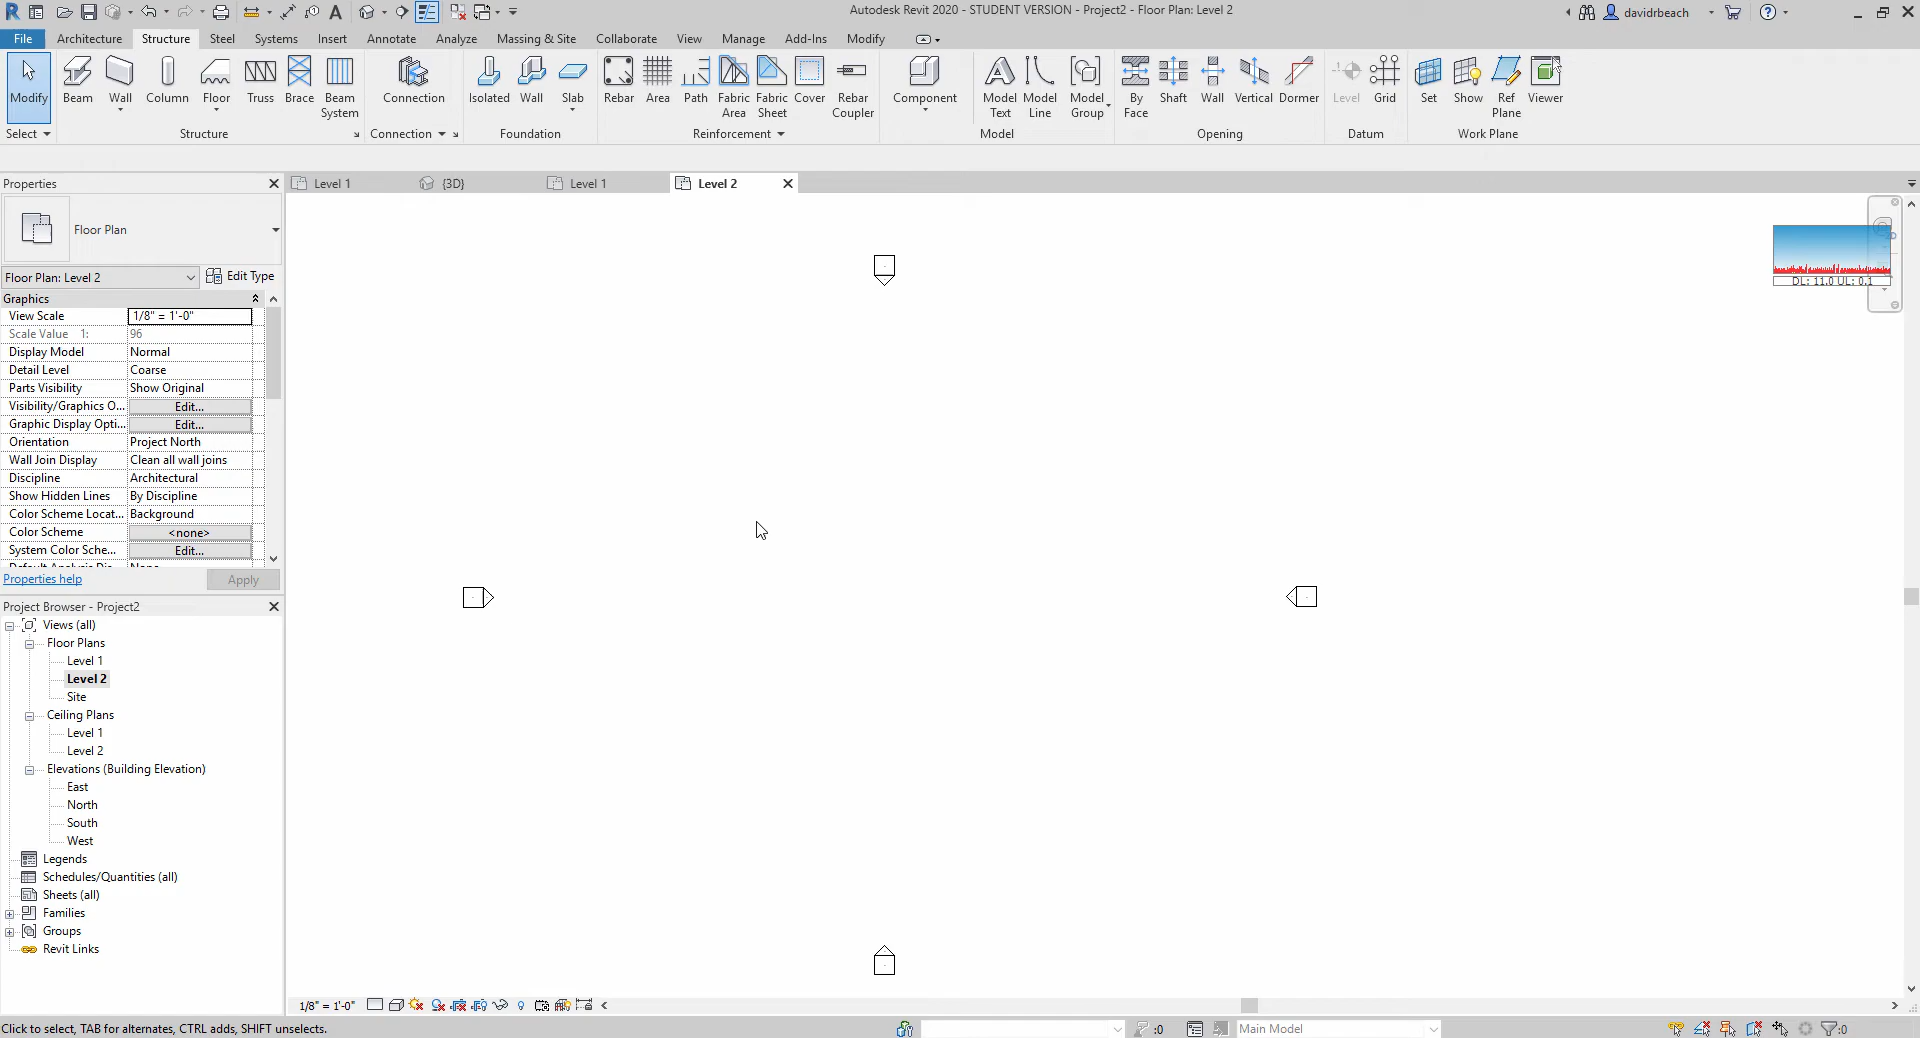 Autodesk Revit 2020 - STUDENT VERSION - Project2 - Floor Plan: Level 2
davidrbeach
File Architecture Structure Steel Systems Insert Annotate Analyze Massing & Site Collaborate View Manage Add-Ins Modify
Modify Beam Wall Column Floor Truss Brace Beam System Connection Isolated Wall Slab Rebar Area Path Fabric Area Fabric Sheet Cover Rebar Coupler Component Model Text Model Line Model Group By Face Shaft Wall Vertical Dormer Level Grid Set Show Ref Plane Viewer
Select Structure Connection Foundation Reinforcement Model Opening Datum Work Plane
Properties
Level 1 {3D} Level 1 Level 2
Floor Plan
Floor Plan: Level 2 Edit Type
Graphics
View Scale 1/8" = 1'-0"
Scale Value 1: 96
Display Model Normal
Detail Level Coarse
Parts Visibility Show Original
Visibility/Graphics O... Edit...
Graphic Display Opti... Edit...
Orientation Project North
Wall Join Display Clean all wall joins
Discipline Architectural
Show Hidden Lines By Discipline
Color Scheme Locat... Background
Color Scheme <none>
System Color Sche... Edit...
Properties help Apply
DL: 11.0 UL: 0.1
Project Browser - Project2
Views (all)
Floor Plans
Level 1
Level 2
Site
Ceiling Plans
Level 1
Level 2
Elevations (Building Elevation)
East
North
South
West
Legends
Schedules/Quantities (all)
Sheets (all)
Families
Groups
Revit Links
1/8" = 1'-0"
Click to select, TAB for alternates, CTRL adds, SHIFT unselects.
:0
Main Model
:0